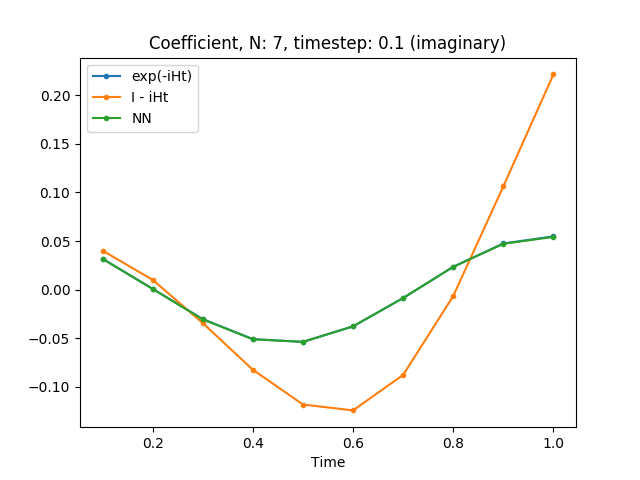 Coefficient, N: 7, timestep: 0.1 (imaginary)
exp(-iHt)
I - iHt
NN
0.20
0.15
0.10
0.05
0.00
−0.05
−0.10
0.2 0.4 0.6 0.8 1.0
Time